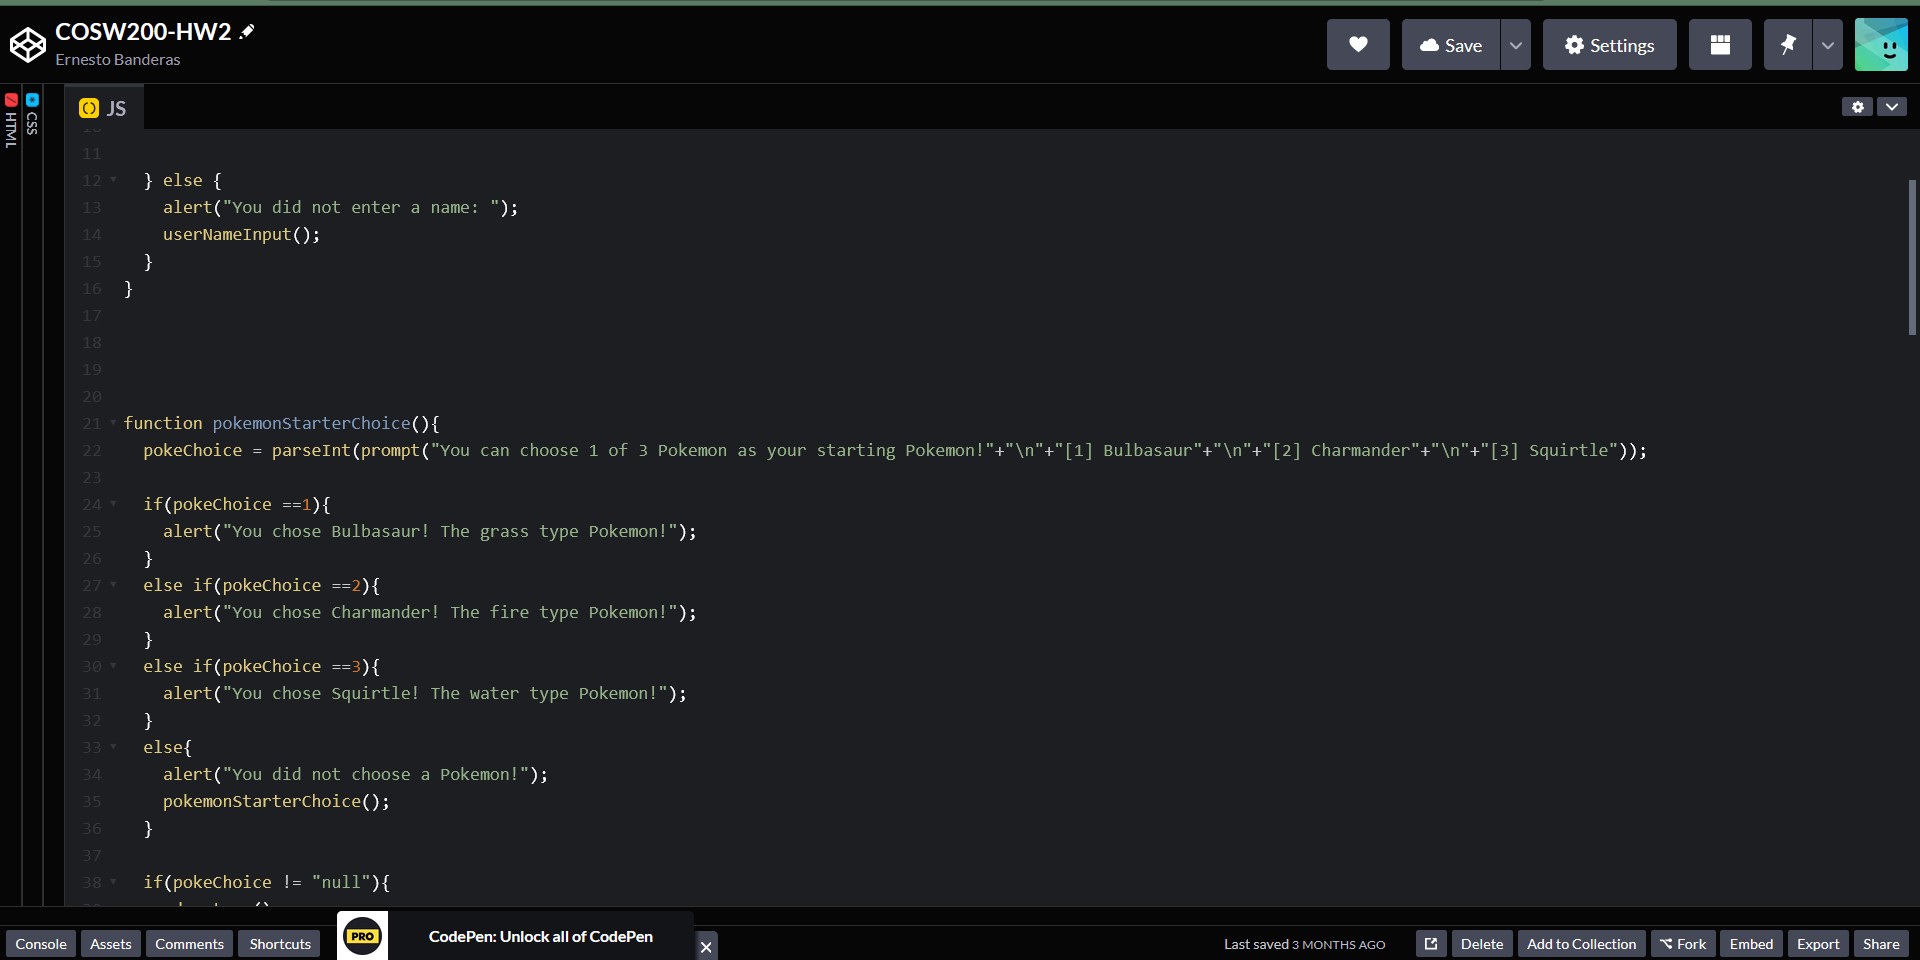 COSW200-HW2
Ernesto Banderas
Save
Settings
HTML
CSS
JS
11
12 } else {
13 alert("You did not enter a name: ");
14 userNameInput();
15 }
16 }
17
18
19
20
21 function pokemonStarterChoice(){
22 pokeChoice = parseInt(prompt("You can choose 1 of 3 Pokemon as your starting Pokemon!"+"\n"+"[1] Bulbasaur"+"\n"+"[2] Charmander"+"\n"+"[3] Squirtle"));
23
24 if(pokeChoice ==1){
25 alert("You chose Bulbasaur! The grass type Pokemon!");
26 }
27 else if(pokeChoice ==2){
28 alert("You chose Charmander! The fire type Pokemon!");
29 }
30 else if(pokeChoice ==3){
31 alert("You chose Squirtle! The water type Pokemon!");
32 }
33 else{
34 alert("You did not choose a Pokemon!");
35 pokemonStarterChoice();
36 }
37
38 if(pokeChoice != "null"){
Console Assets Comments Shortcuts
PRO
CodePen: Unlock all of CodePen
Last saved 3 MONTHS AGO
Delete Add to Collection Fork Embed Export Share